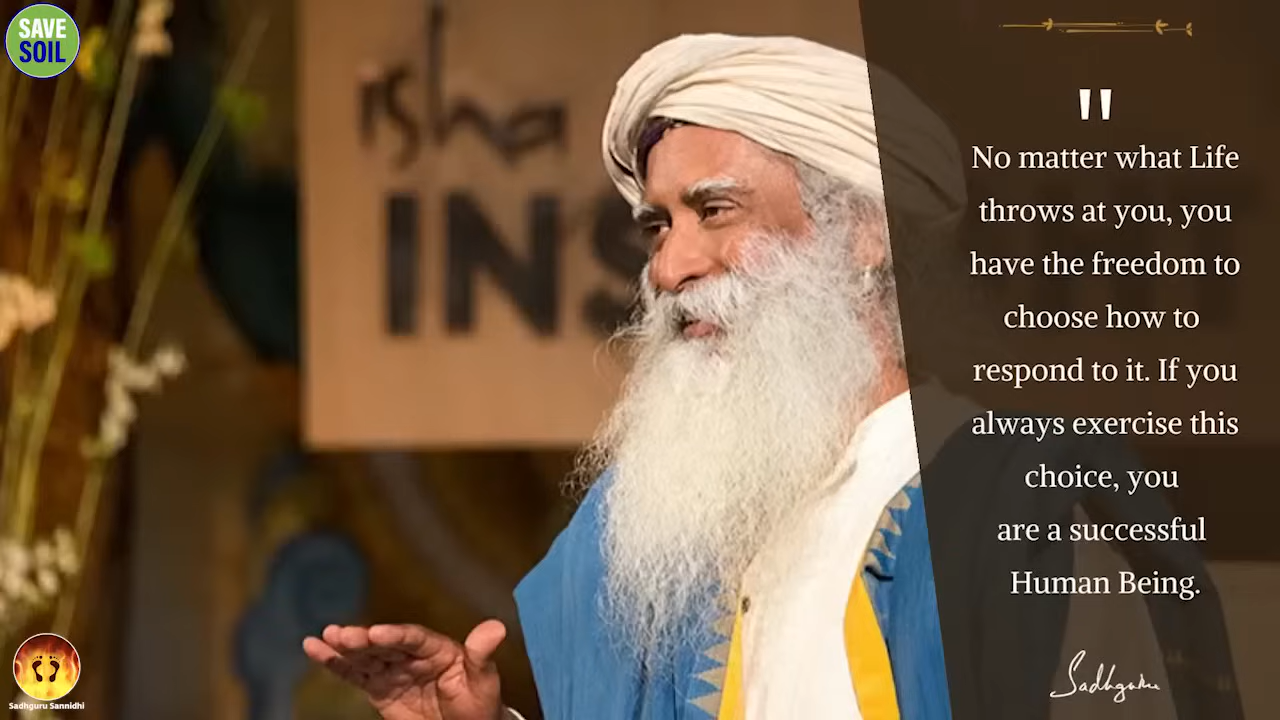 SAVE
SOIL
isha
INS
"
No matter what Life
throws at you, you
have the freedom to
choose how to
respond to it. If you
always exercise this
choice, you
are a successful
Human Being.
Sadhguru
Sadhguru Sannidhi